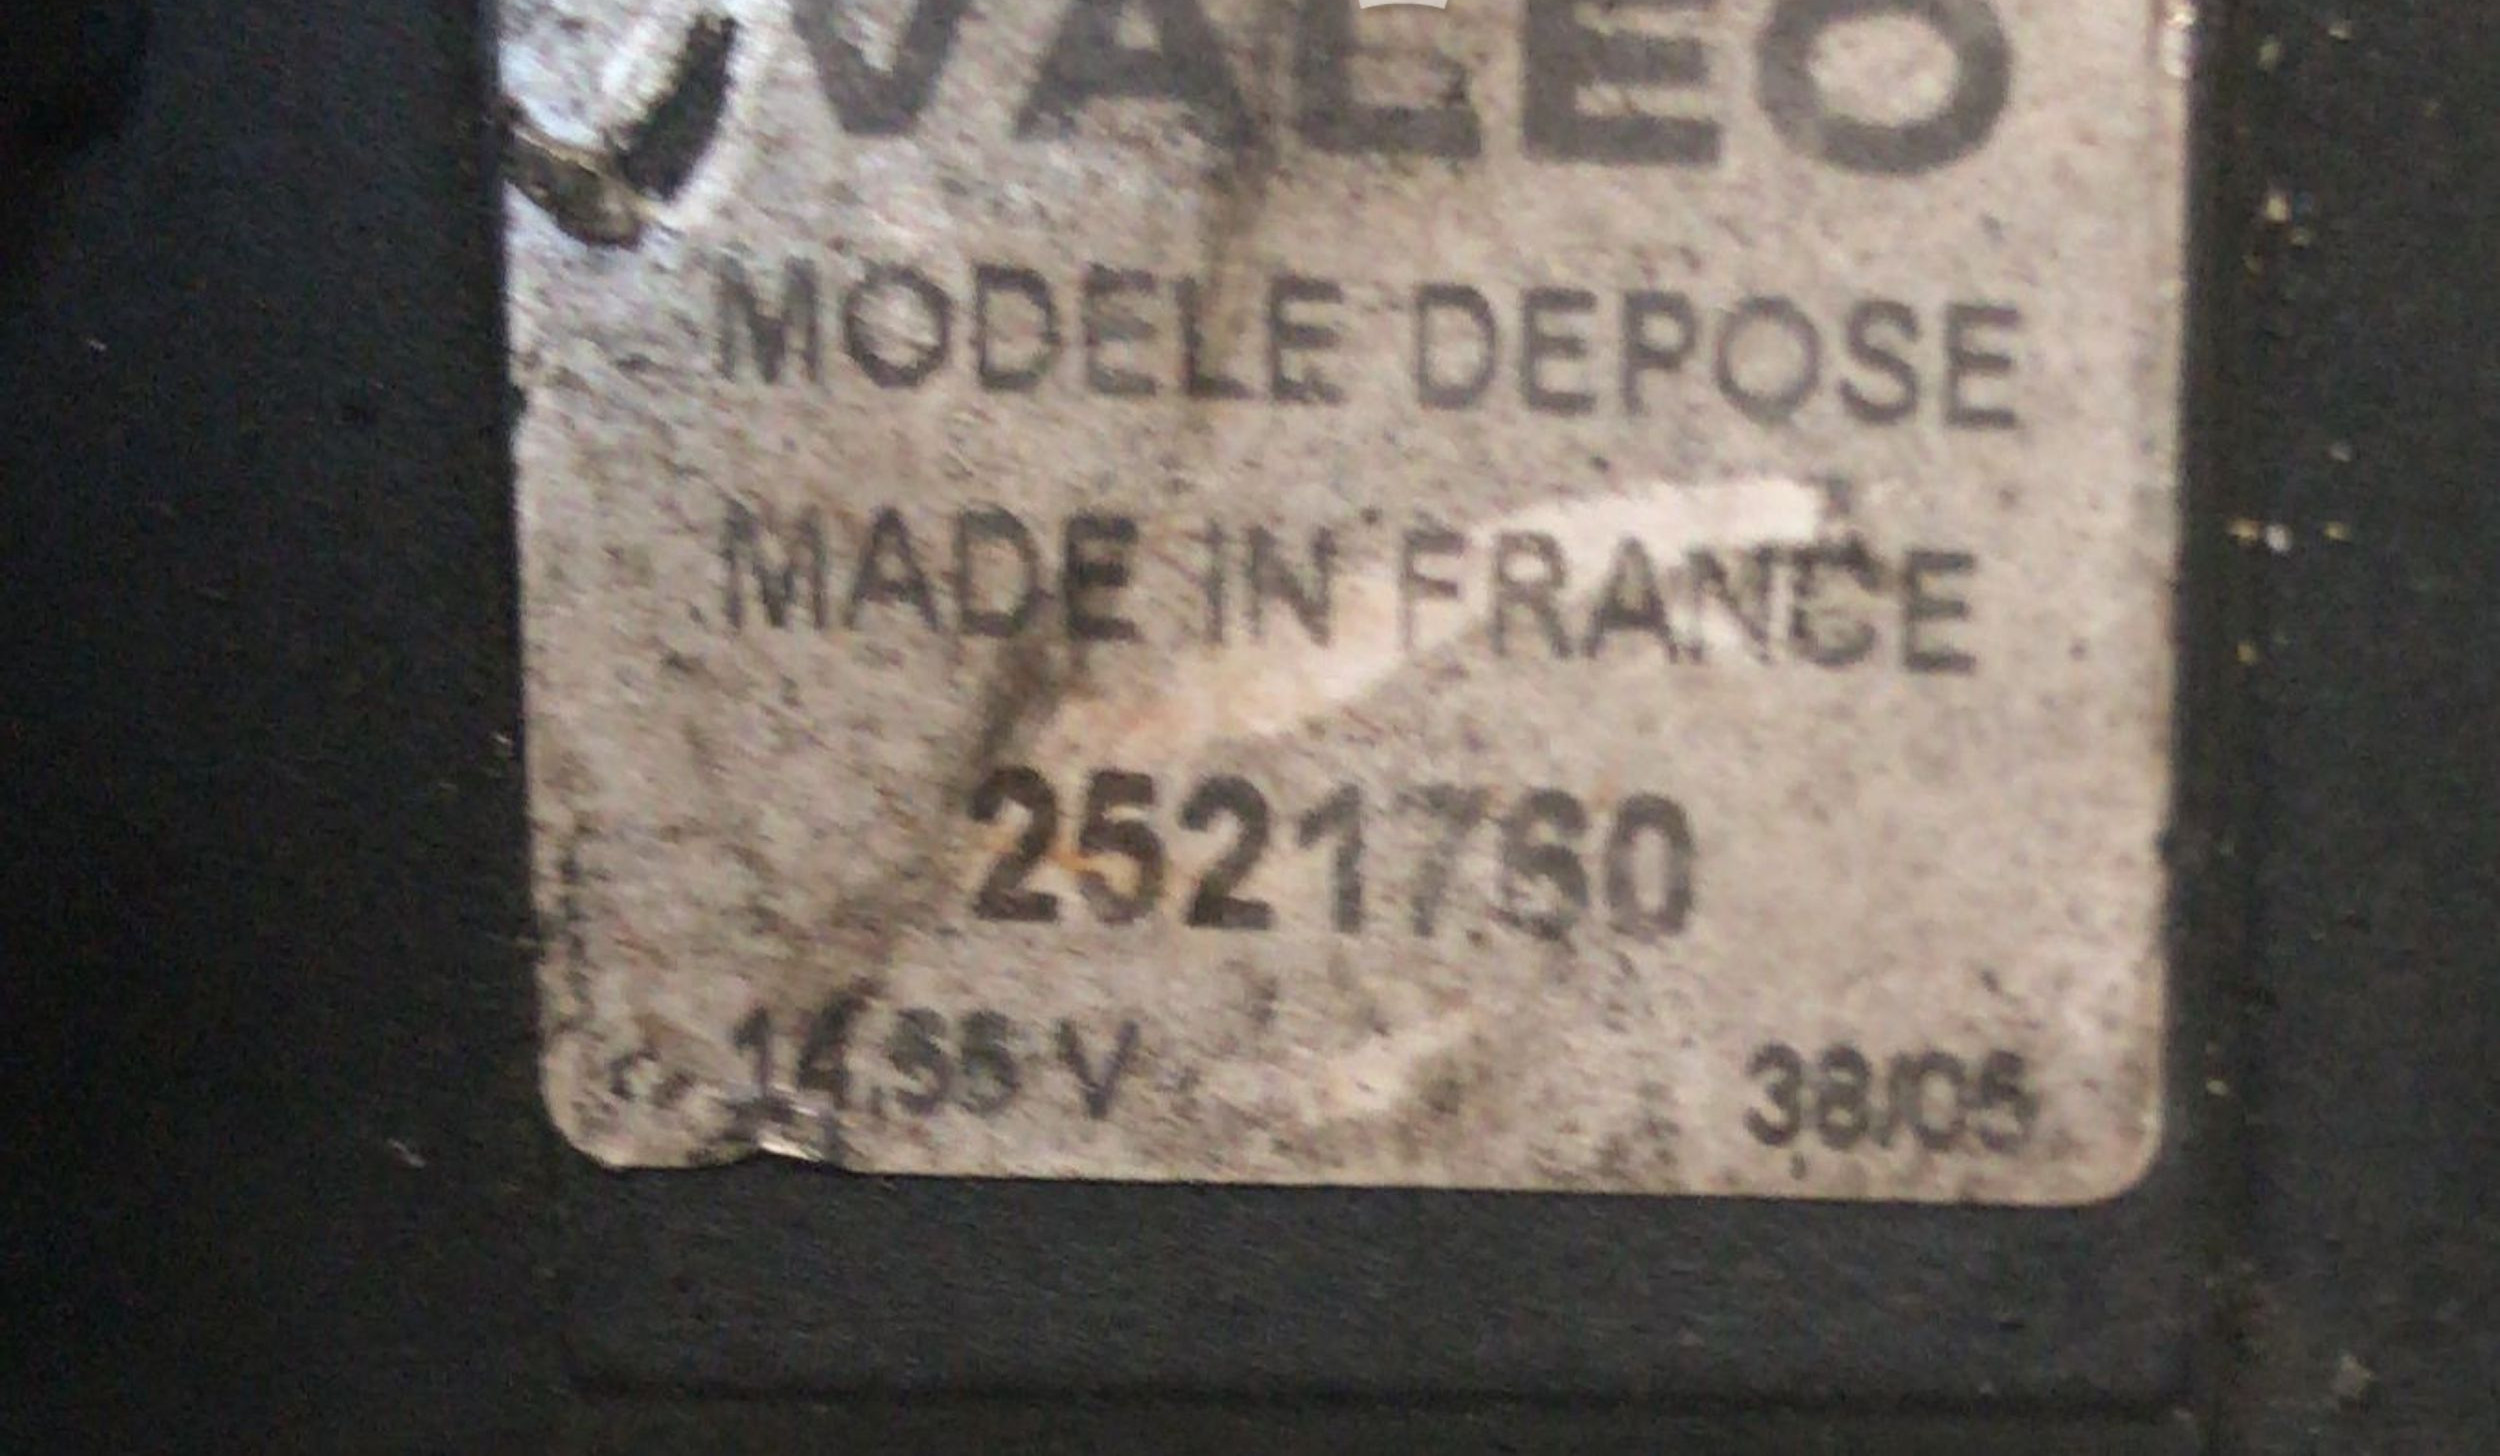 VALEO
MODELE DEPOSE
MADE IN FRANCE
2521760
14,55 V
38/05